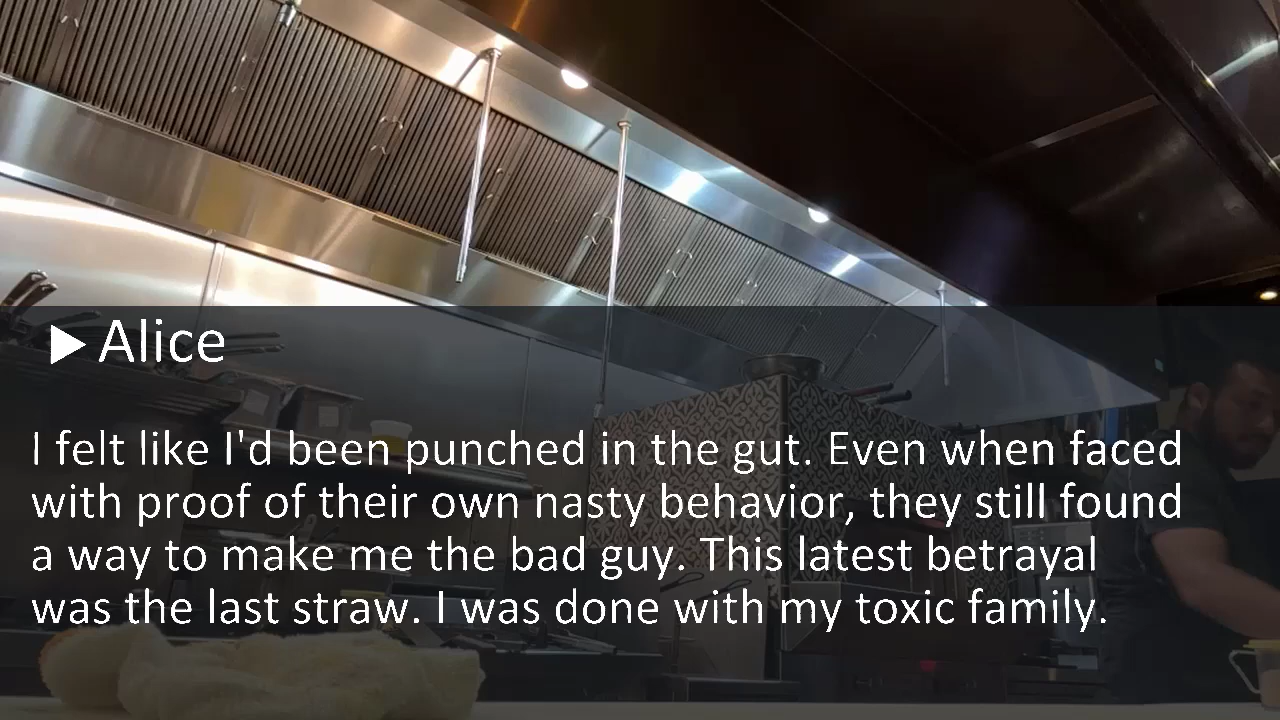 ▶Alice
I felt like I'd been punched in the gut. Even when faced
with proof of their own nasty behavior, they still found
a way to make me the bad guy. This latest betrayal
was the last straw. I was done with my toxic family.